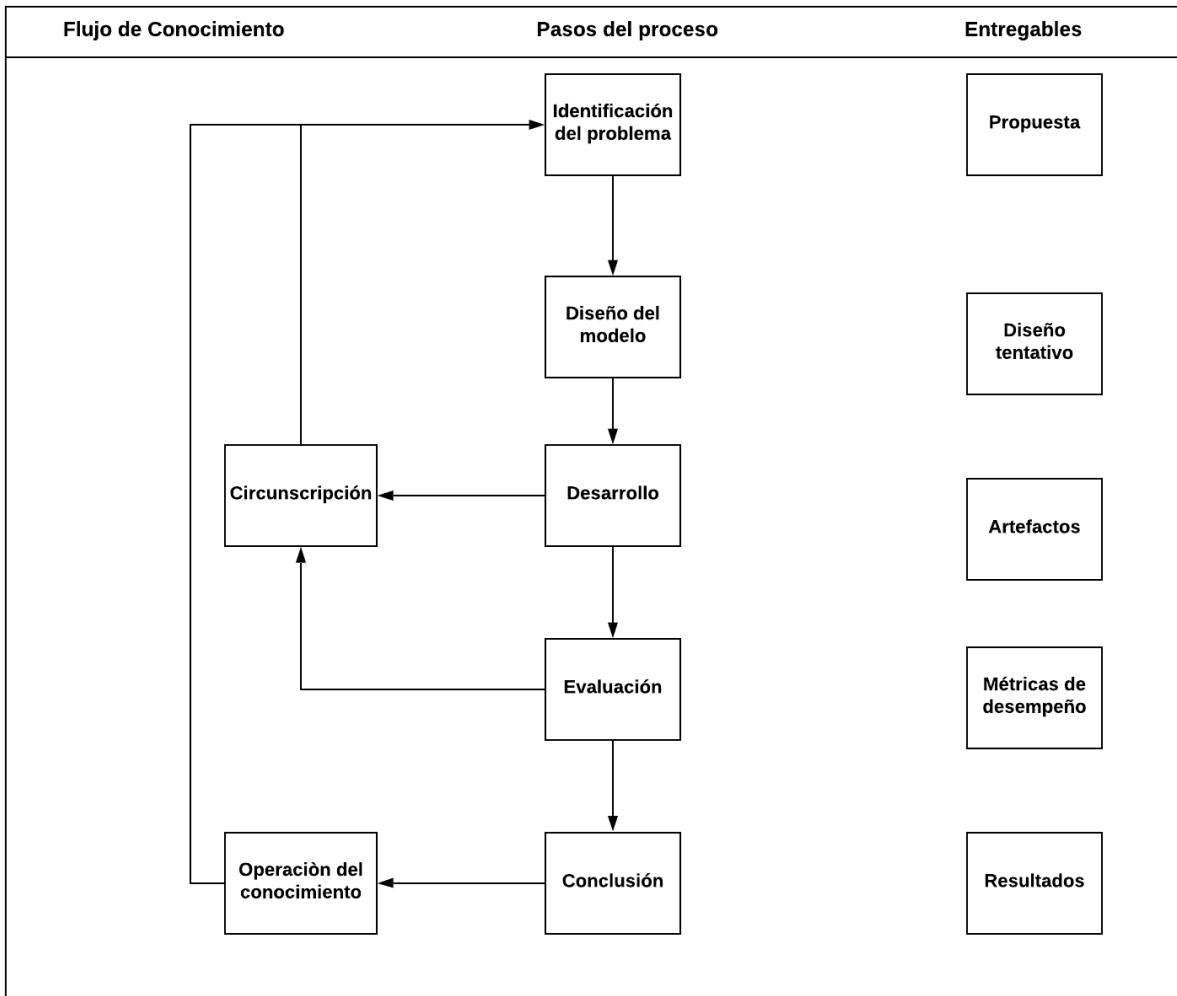 Flujo de Conocimiento
Pasos del proceso
Entregables
Identificación
del problema
Propuesta
Diseño del
modelo
Diseño
tentativo
Circunscripción
Desarrollo
Artefactos
Evaluación
Métricas de
desempeño
Operaciòn del
conocimiento
Conclusión
Resultados